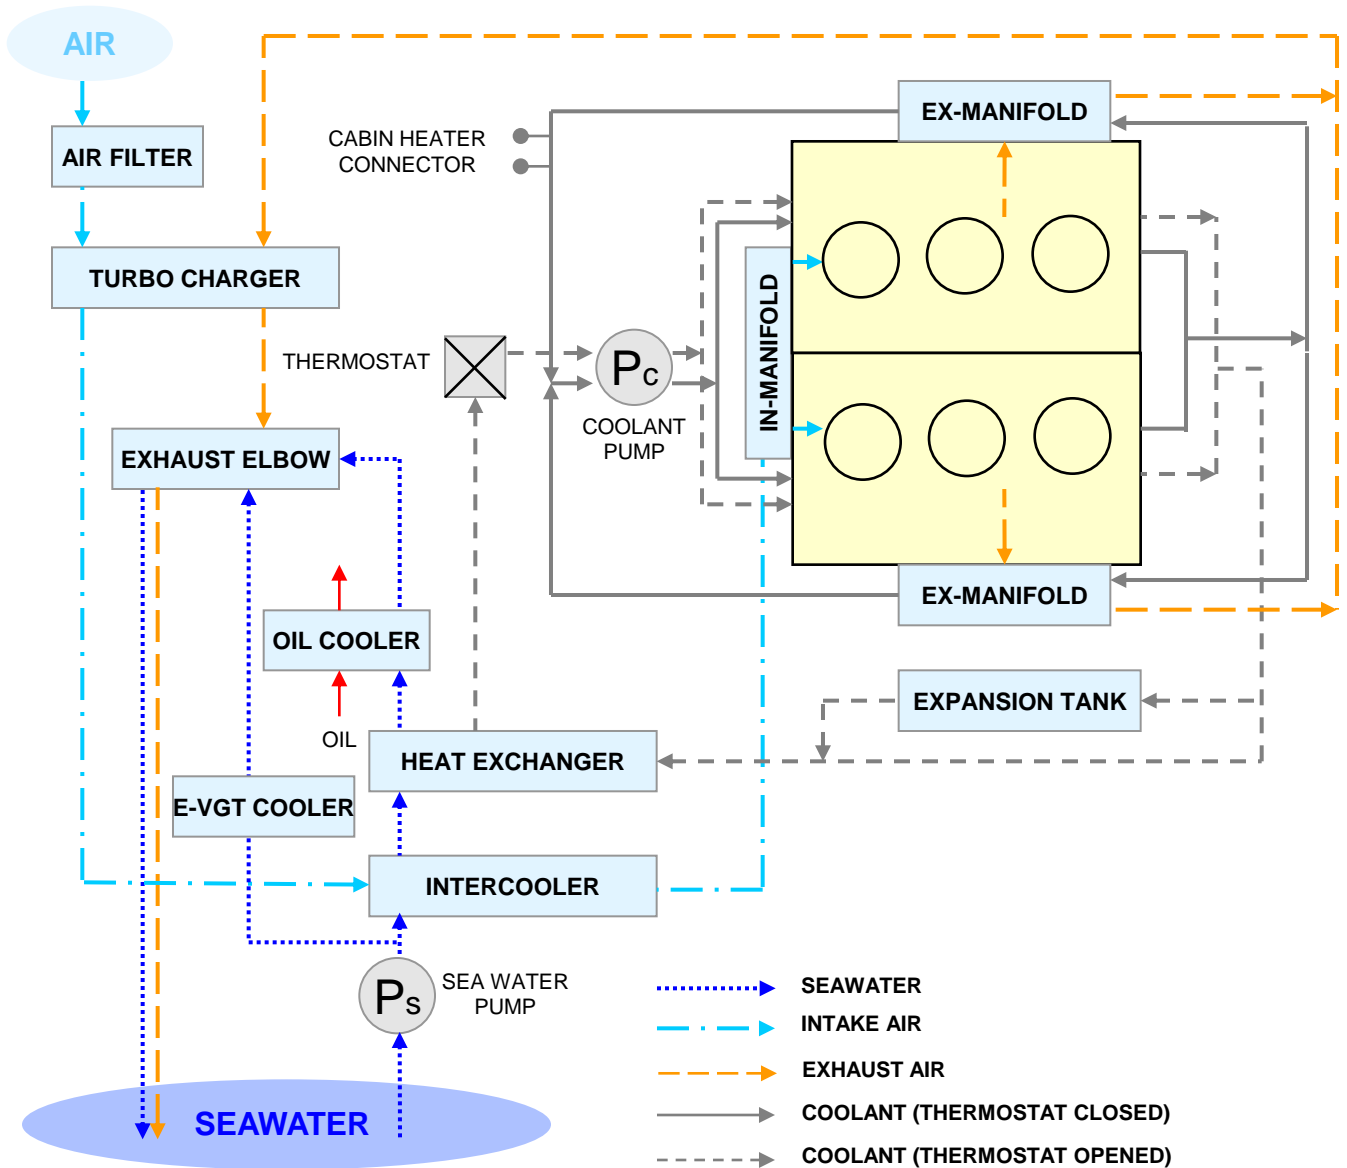 AIR
EX-MANIFOLD
CABIN HEATER
CONNECTOR
AIR FILTER
TURBO CHARGER
IN-MANIFOLD
THERMOSTAT
Pc
COOLANT
PUMP
EXHAUST ELBOW
EX-MANIFOLD
OIL COOLER
EXPANSION TANK
OIL
HEAT EXCHANGER
E-VGT COOLER
INTERCOOLER
Ps
SEA WATER
PUMP
SEAWATER
SEAWATER
INTAKE AIR
EXHAUST AIR
COOLANT (THERMOSTAT CLOSED)
COOLANT (THERMOSTAT OPENED)